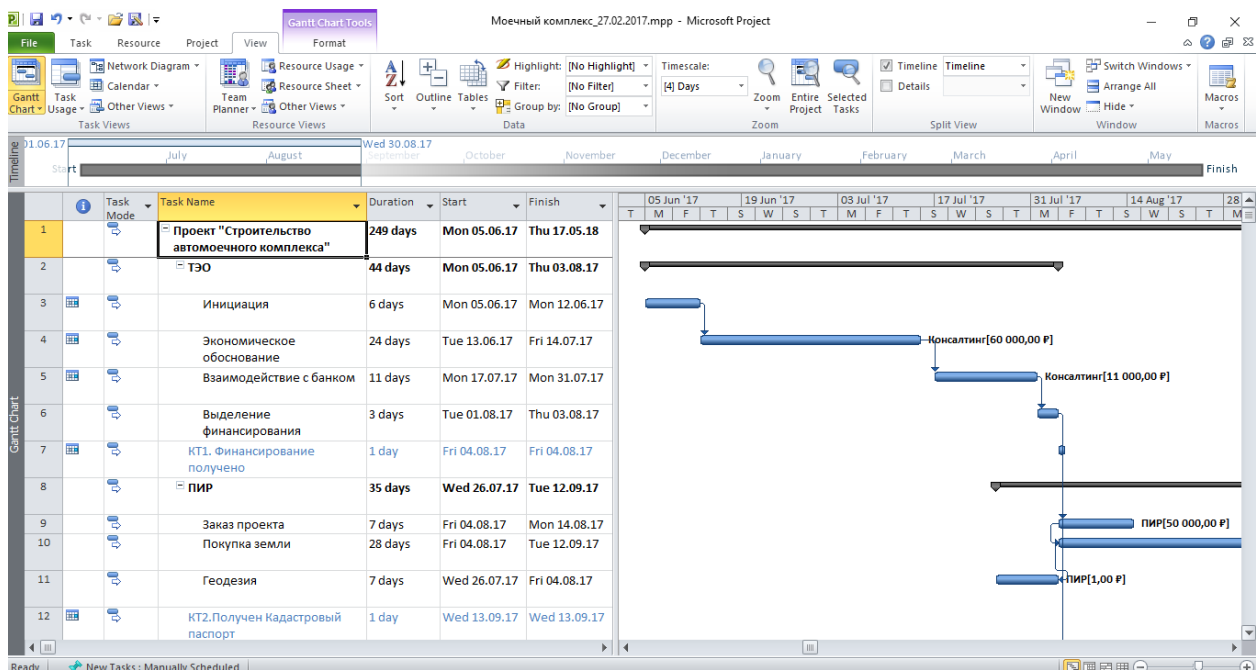 Моечный комплекс_27.02.2017.mpp - Microsoft Project
Gantt Chart Tools
File Task Resource Project View Format
Network Diagram Resource Usage Highlight: [No Highlight] Timescale: Timeline Timeline Switch Windows
Calendar Resource Sheet Filter: [No Filter] [4] Days Details Arrange All
Gantt Chart Task Usage Other Views Team Planner Other Views Sort Outline Tables Group by: [No Group] Zoom Entire Project Selected Tasks New Window Hide Macros
Task Views Resource Views Data Zoom Split View Window Macros
Timeline
01.06.17 Wed 30.08.17
July August September October November December January February March April May
Start Finish
Task Mode Task Name Duration Start Finish
05 Jun '17 19 Jun '17 03 Jul '17 17 Jul '17 31 Jul '17 14 Aug '17 28
T M F T S W S T M F T S W S T M F T S W S T M
1 Проект "Строительство автомоечного комплекса" 249 days Mon 05.06.17 Thu 17.05.18
2 ТЭО 44 days Mon 05.06.17 Thu 03.08.17
3 Инициация 6 days Mon 05.06.17 Mon 12.06.17
4 Экономическое обоснование 24 days Tue 13.06.17 Fri 14.07.17 Консалтинг[60 000,00 ₽]
5 Взаимодействие с банком 11 days Mon 17.07.17 Mon 31.07.17 Консалтинг[11 000,00 ₽]
6 Выделение финансирования 3 days Tue 01.08.17 Thu 03.08.17
7 КТ1. Финансирование получено 1 day Fri 04.08.17 Fri 04.08.17
8 ПИР 35 days Wed 26.07.17 Tue 12.09.17
9 Заказ проекта 7 days Fri 04.08.17 Mon 14.08.17 ПИР[50 000,00 ₽]
10 Покупка земли 28 days Fri 04.08.17 Tue 12.09.17
11 Геодезия 7 days Wed 26.07.17 Fri 04.08.17 ПИР[1,00 ₽]
12 КТ2.Получен Кадастровый паспорт 1 day Wed 13.09.17 Wed 13.09.17
Gantt Chart
Ready New Tasks : Manually Scheduled